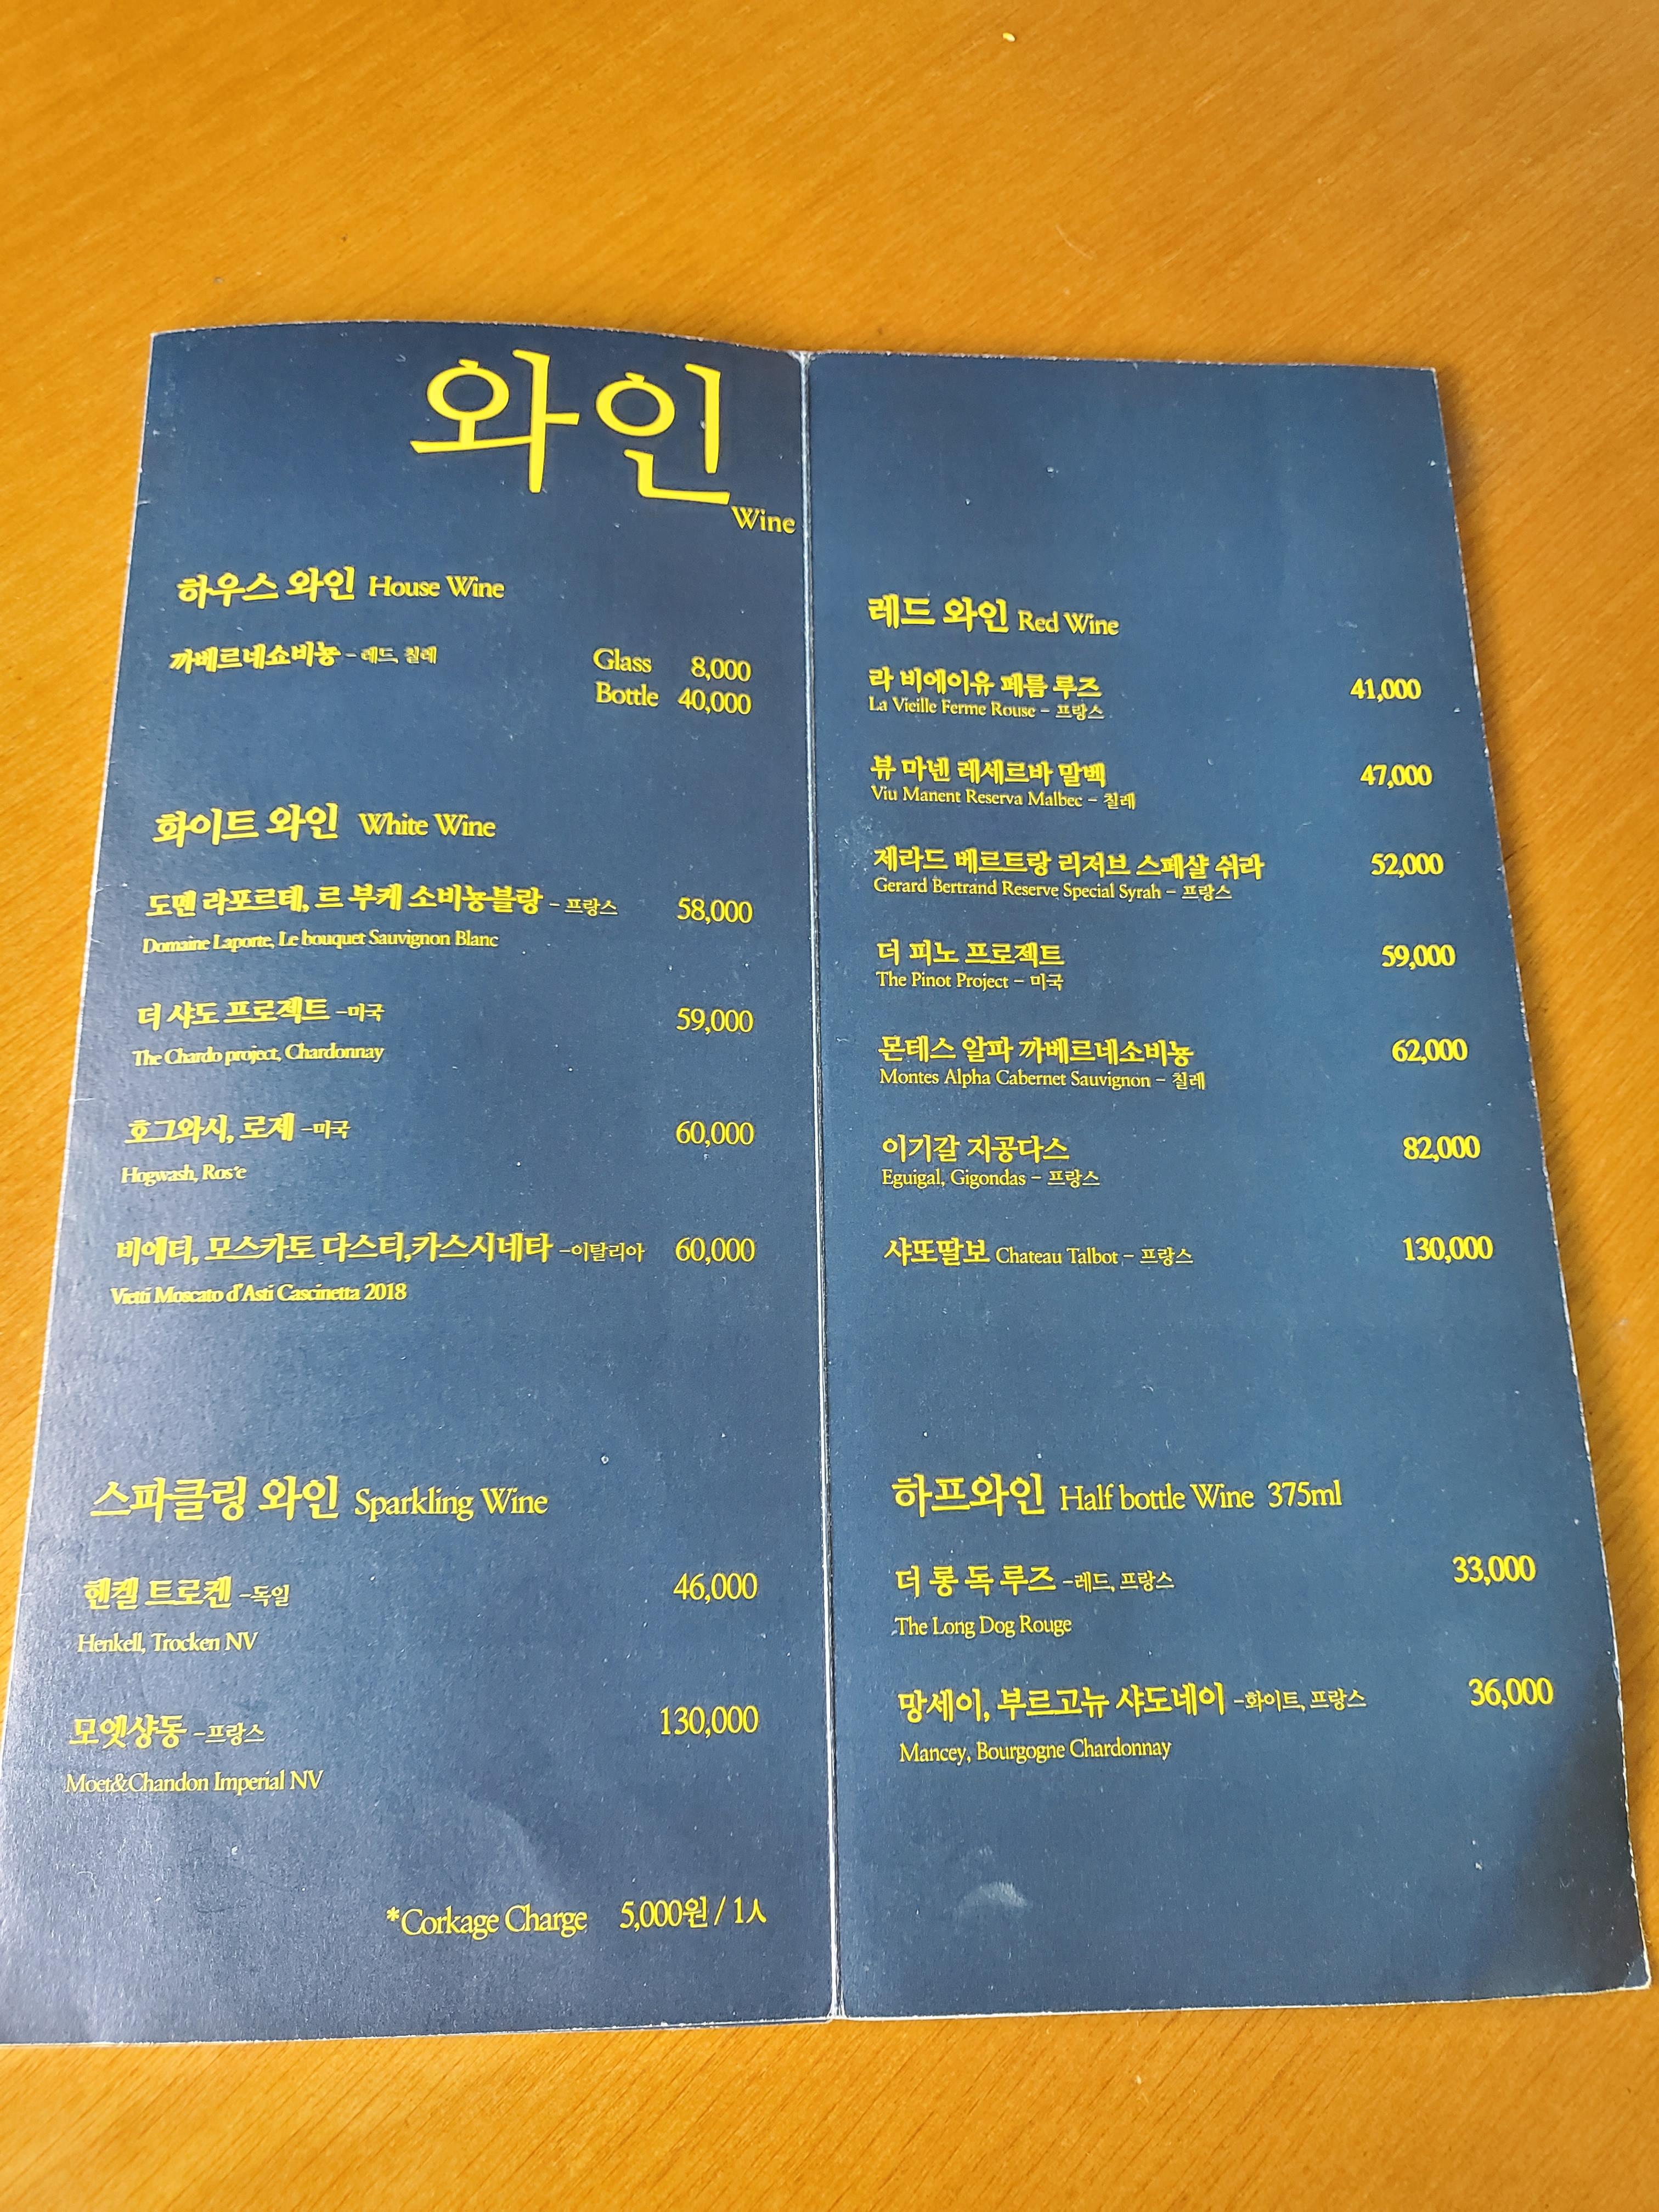 와인
Wine
하우스 와인 House Wine
까베르네쇼비뇽 - 레드, 칠레 Glass 8,000
Bottle 40,000
화이트 와인 White Wine
도멘 라포르테, 르 부케 소비뇽블랑 - 프랑스 58,000
Domaine Laporte, Le bouquet Sauvignon Blanc
더 샤도 프로젝트 -미국 59,000
The Chardo project, Chardonnay
호그와시, 로제 -미국 60,000
Hogwash, Ros'e
비에티, 모스카토 다스티,카스시네타 -이탈리아 60,000
Vietti Moscato d'Asti Cascinetta 2018
스파클링 와인 Sparkling Wine
헨켈 트로켄 -독일 46,000
Henkell, Trocken NV
모엣샹동 -프랑스 130,000
Moet&Chandon Imperial NV
*Corkage Charge 5,000원 / 1人
레드 와인 Red Wine
라 비에이유 페름 루즈 41,000
La Vieille Ferme Rouse - 프랑스
뷰 마넨 레세르바 말벡 47,000
Viu Manent Reserva Malbec - 칠레
제라드 베르트랑 리저브 스페샬 쉬라 52,000
Gerard Bertrand Reserve Special Syrah - 프랑스
더 피노 프로젝트 59,000
The Pinot Project - 미국
몬테스 알파 까베르네소비뇽 62,000
Montes Alpha Cabernet Sauvignon - 칠레
이기갈 지공다스 82,000
Eguigal, Gigondas - 프랑스
샤또딸보 Chateau Talbot - 프랑스 130,000
하프와인 Half bottle Wine 375ml
더 롱 독 루즈 -레드, 프랑스 33,000
The Long Dog Rouge
망세이, 부르고뉴 샤도네이 -화이트, 프랑스 36,000
Mancey, Bourgogne Chardonnay